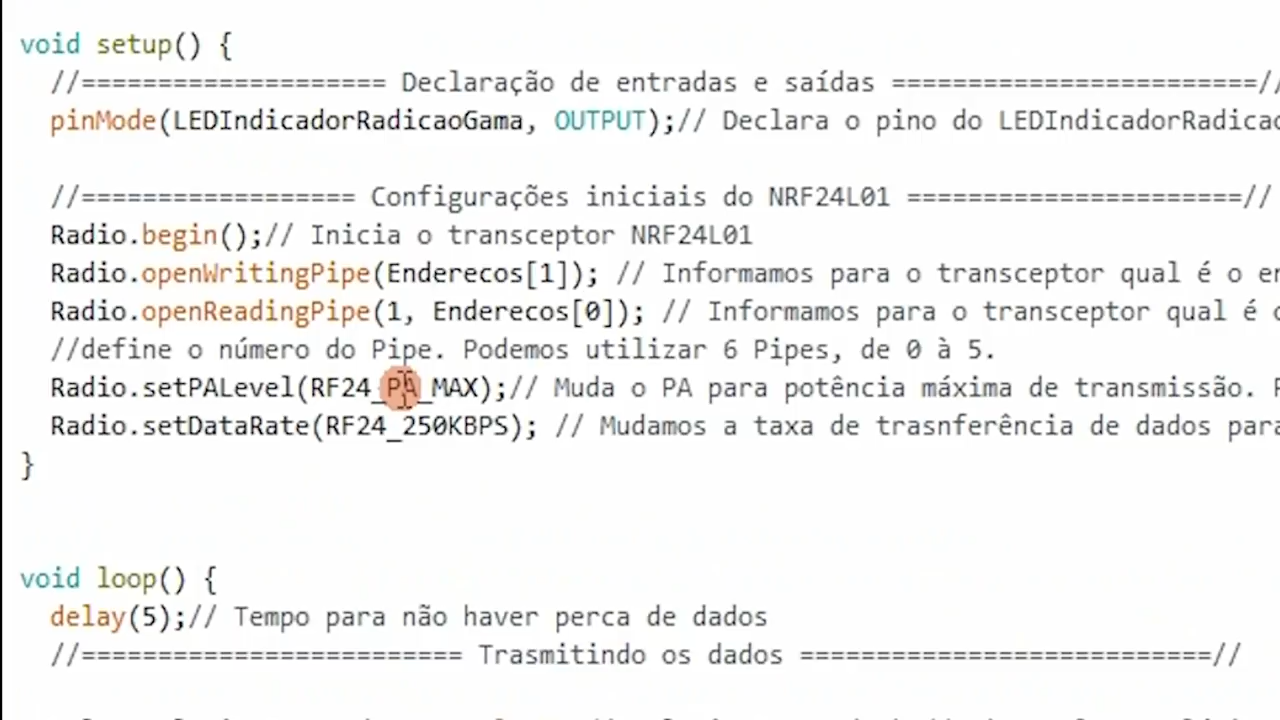 void setup() {
//==================== Declaração de entradas e saídas ========================//
pinMode(LEDIndicadorRadicaoGama, OUTPUT);// Declara o pino do
//================== Configurações iniciais do NRF24L01 ======================//
Radio.begin();// Inicia o transceptor NRF24L01
Radio.openWritingPipe(Enderecos[1]); // Informamos para o transceptor qual é o
Radio.openReadingPipe(1, Enderecos[0]); // Informamos para o transceptor qual é
//define o número do Pipe. Podemos utilizar 6 Pipes, de 0 à 5.
Radio.setPALevel(RF24_PA_MAX);// Muda o PA para potência máxima de transmissão.
Radio.setDataRate(RF24_250KBPS); // Mudamos a taxa de trasnferência de dados
}
void loop() {
delay(5);// Tempo para não haver perca de dados
//========================= Trasmitindo os dados ===========================//